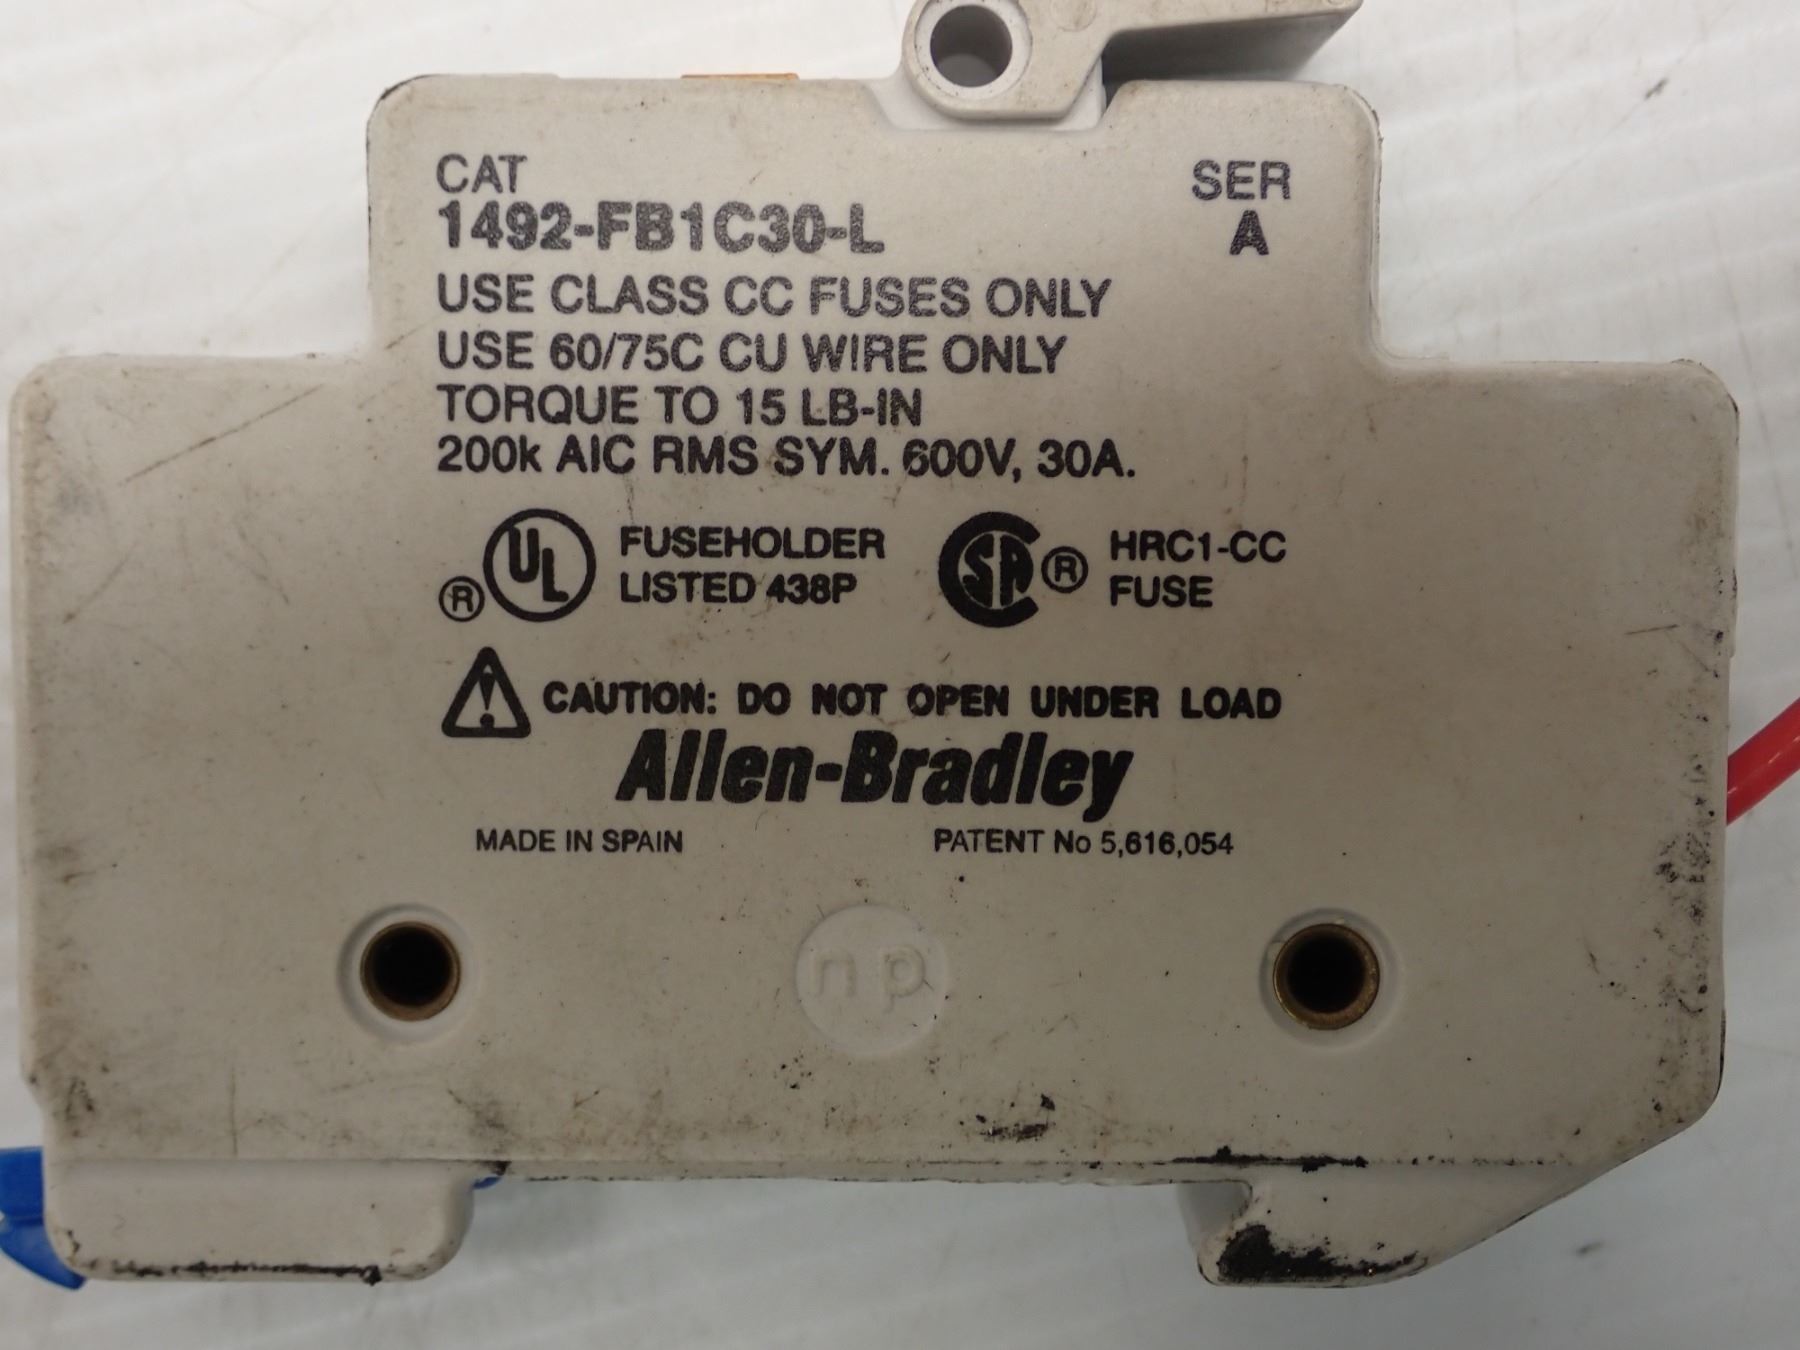 CAT
SER
1492-FB1C30-L
A
USE CLASS CC FUSES ONLY
USE 60/75C CU WIRE ONLY
TORQUE TO 15 LB-IN
200k AIC RMS SYM. 600V, 30A.
® UL FUSEHOLDER
LISTED 438P
SA ® HRC1-CC
FUSE
CAUTION: DO NOT OPEN UNDER LOAD
Allen-Bradley
MADE IN SPAIN
PATENT No 5,616,054
np